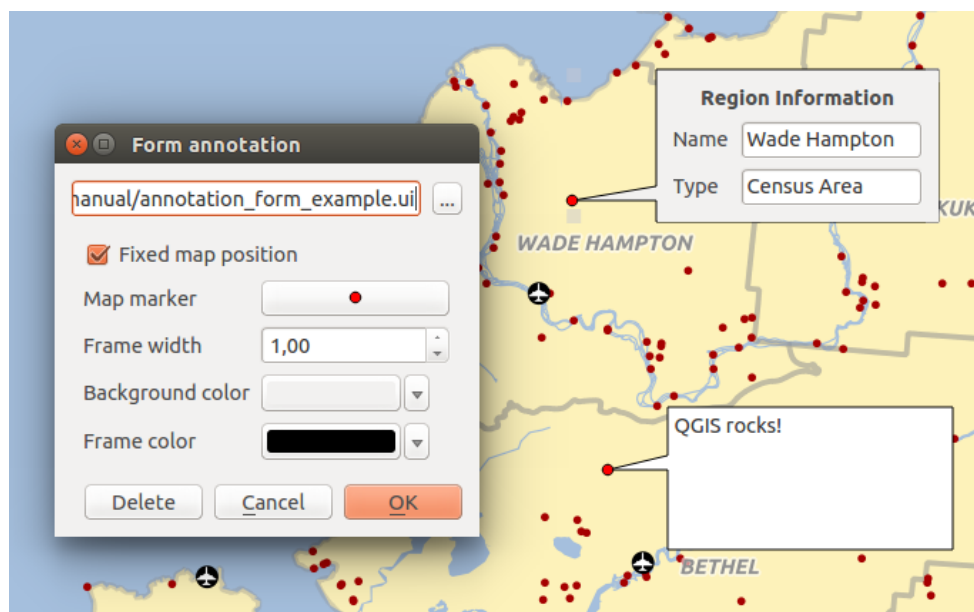 Form annotation
manual/annotation_form_example.ui
...
Fixed map position
Map marker
Frame width
1,00
Background color
Frame color
Delete
Cancel
OK
Region Information
Name
Wade Hampton
Type
Census Area
KUK
WADE HAMPTON
QGIS rocks!
BETHEL